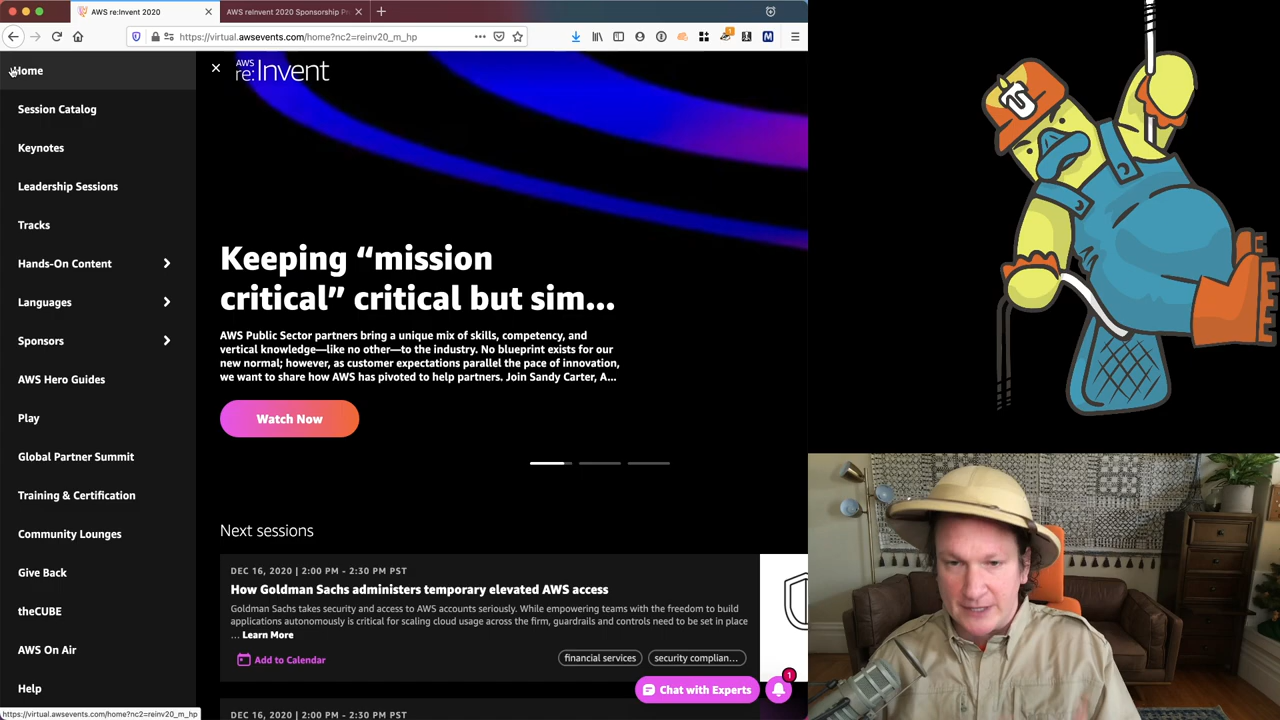 AWS re:Invent 2020
AWS reInvent 2020 Sponsorship Pr
https://virtual.awsevents.com/home?nc2=reinv20_m_hp
Home
AWS
re:Invent
Session Catalog
Keynotes
Leadership Sessions
Tracks
Hands-On Content
Languages
Sponsors
AWS Hero Guides
Play
Global Partner Summit
Training & Certification
Community Lounges
Give Back
theCUBE
AWS On Air
Help
Keeping “mission
critical” critical but sim...
AWS Public Sector partners bring a unique mix of skills, competency, and
vertical knowledge—like no other—to the industry. No blueprint exists for our
new normal; however, as customer expectations parallel the pace of innovation,
we want to share how AWS has pivoted to help partners. Join Sandy Carter, A...
Watch Now
Next sessions
DEC 16, 2020 | 2:00 PM - 2:30 PM PST
How Goldman Sachs administers temporary elevated AWS access
Goldman Sachs takes security and access to AWS accounts seriously. While empowering teams with the freedom to build
applications autonomously is critical for scaling cloud usage across the firm, guardrails and controls need to be set in place
... Learn More
Add to Calendar
financial services
security complian...
Chat with Experts
1
DEC 16, 2020 | 2:00 PM - 2:30 PM PST
https://virtual.awsevents.com/home?nc2=reinv20_m_hp